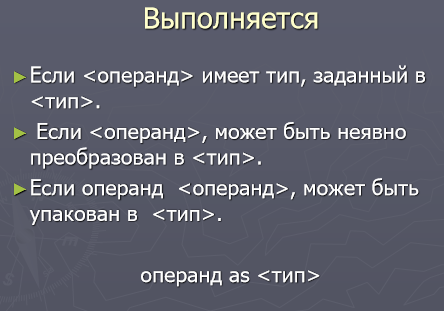 Выполняется
Если <операнд> имеет тип, заданный в
<тип>.
Если <операнд>, может быть неявно
преобразован в <тип>.
Если операнд <операнд>, может быть
упакован в <тип>.
операнд as <тип>